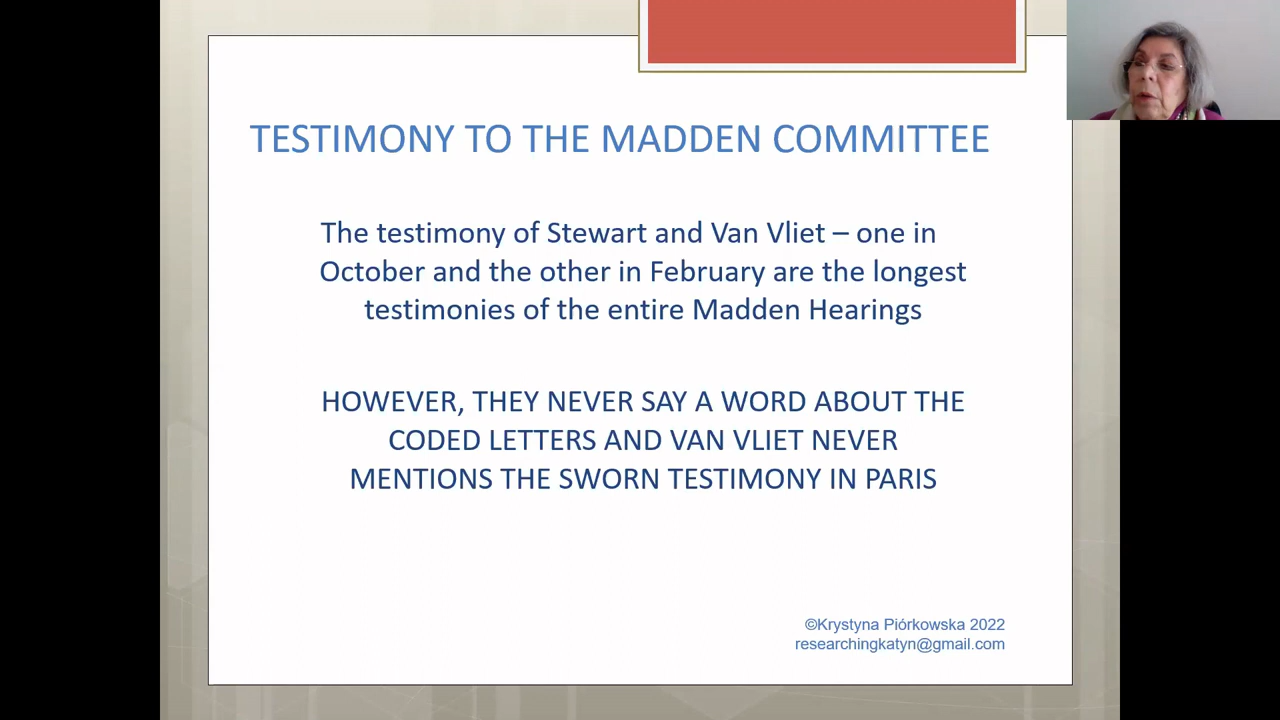 TESTIMONY TO THE MADDEN COMMITTEE
The testimony of Stewart and Van Vliet – one in
October and the other in February are the longest
testimonies of the entire Madden Hearings
HOWEVER, THEY NEVER SAY A WORD ABOUT THE
CODED LETTERS AND VAN VLIET NEVER
MENTIONS THE SWORN TESTIMONY IN PARIS
©Krystyna Piórkowska 2022
researchingkatyn@gmail.com